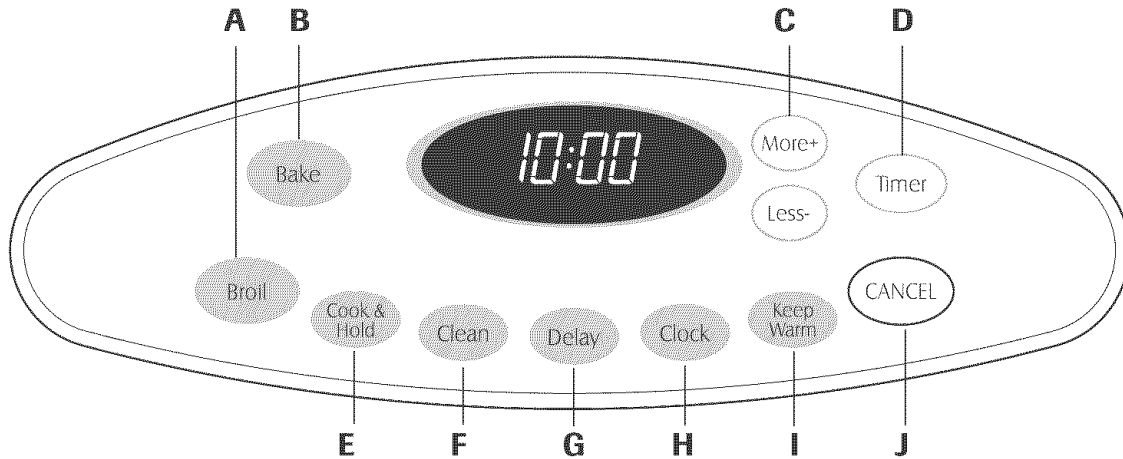 A B C D
10:00
More+
Bake
Timer
Less-
Broil
CANCEL
Cook &
Hold
Clean
Delay
Clock
Keep
Warm
E F G H I J